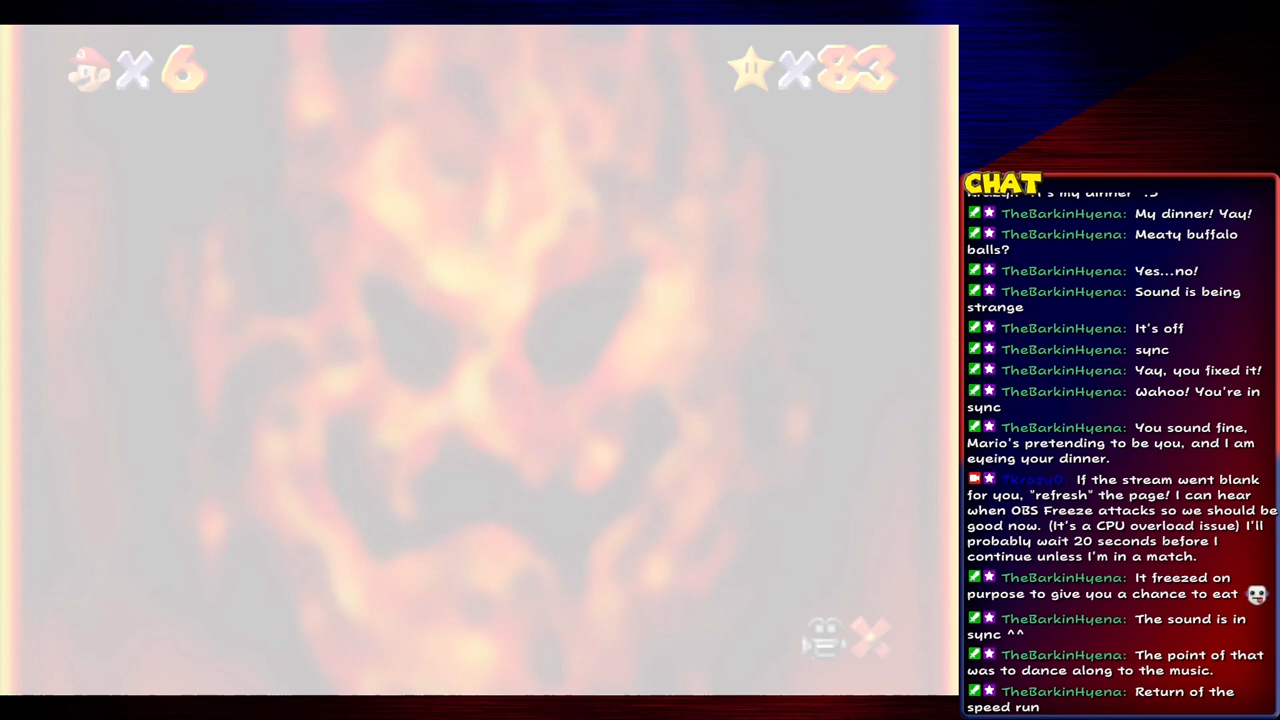 x 6
x 83
CHAT
TheBarkinHyena: My dinner! Yay!
TheBarkinHyena: Meaty buffalo
balls?
TheBarkinHyena: Yes...no!
TheBarkinHyena: Sound is being
strange
TheBarkinHyena: It's off
TheBarkinHyena: sync
TheBarkinHyena: Yay, you fixed it!
TheBarkinHyena: Wahoo! You're in
sync
TheBarkinHyena: You sound fine,
Mario's pretending to be you, and I am
eyeing your dinner.
If the stream went blank
for you, "refresh" the page! I can hear
when OBS Freeze attacks so we should be
good now. (It's a CPU overload issue) I'll
probably wait 20 seconds before I
continue unless I'm in a match.
TheBarkinHyena: It freezed on
purpose to give you a chance to eat
TheBarkinHyena: The sound is in
sync ^^
TheBarkinHyena: The point of that
was to dance along to the music.
TheBarkinHyena: Return of the
speed run